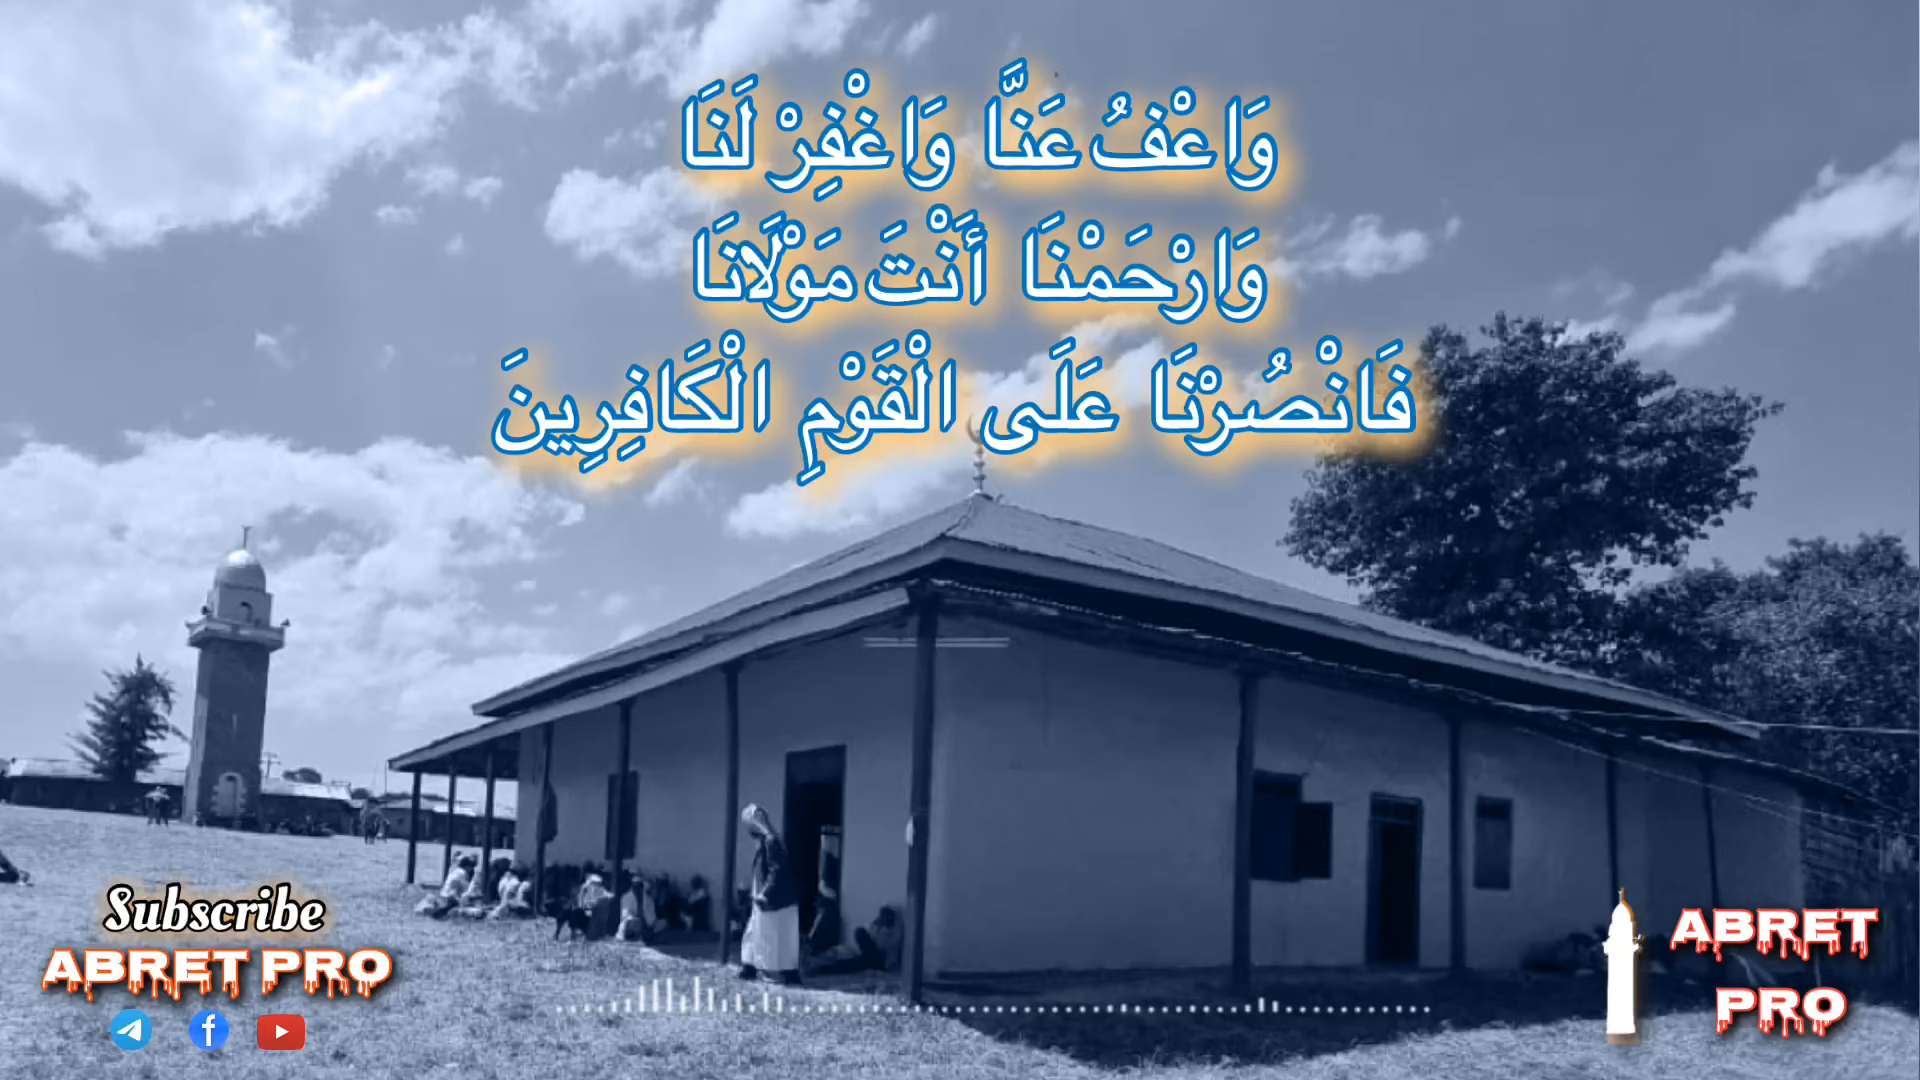 وَاعْفُ عَنَّا وَاغْفِرْ لَنَا
وَارْحَمْنَا أَنْتَ مَوْلَانَا
فَانْصُرْنَا عَلَى الْقَوْمِ الْكَافِرِينَ
Subscribe
ABRET PRO
ABRET
PRO